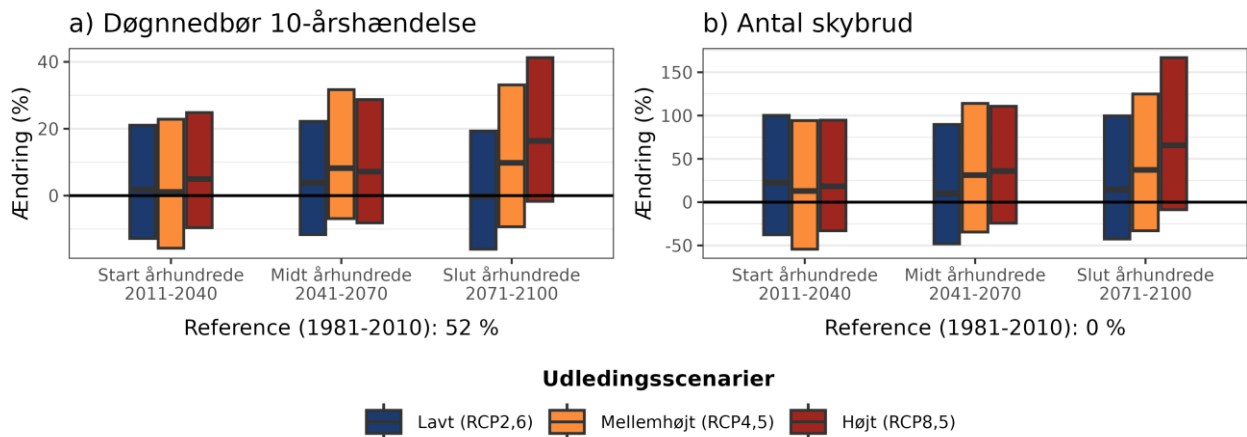 a) Døgnnedbør 10-årshændelse
Ændring (%)
40
20
0
Start århundrede
2011-2040
Midt århundrede
2041-2070
Slut århundrede
2071-2100
Reference (1981-2010): 52 %
b) Antal skybrud
Ændring (%)
150
100
50
0
-50
Start århundrede
2011-2040
Midt århundrede
2041-2070
Slut århundrede
2071-2100
Reference (1981-2010): 0 %
Udledingsscenarier
Lavt (RCP2,6)
Mellemhøjt (RCP4,5)
Højt (RCP8,5)